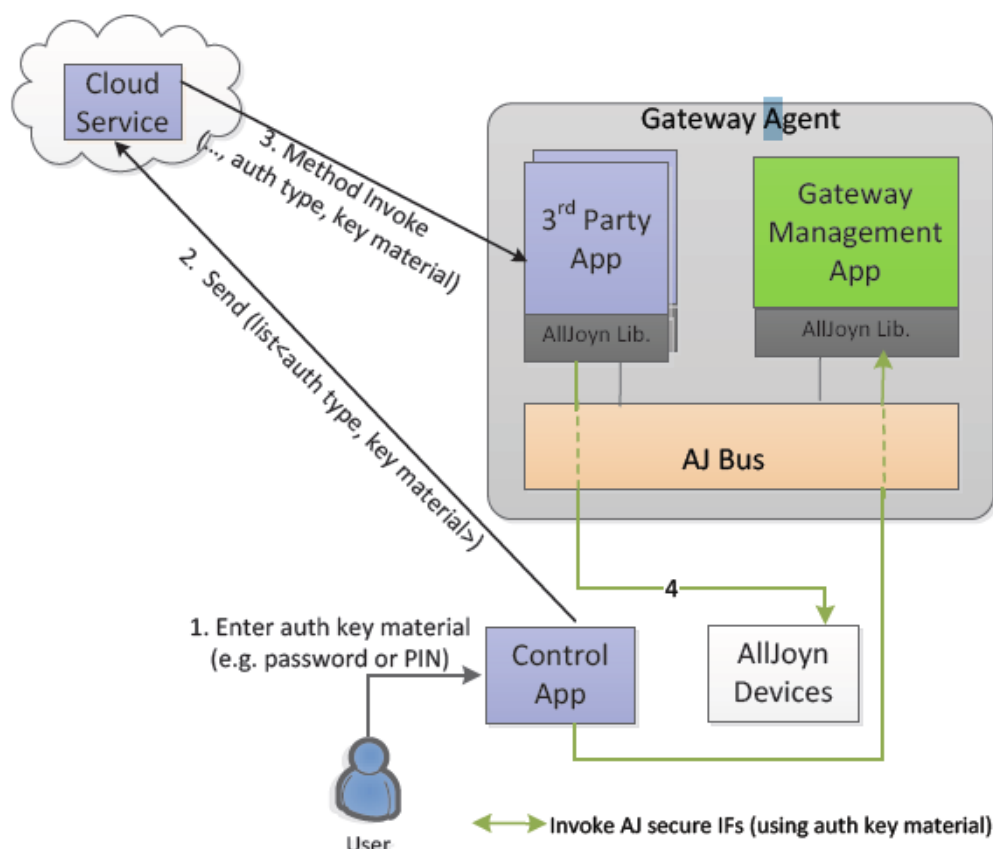 Cloud
Service
Gateway Agent
3. Method Invoke
(..., auth type, key material)
3rd Party
App
AllJoyn Lib.
Gateway
Management
App
AllJoyn Lib.
2. Send (list<auth type, key material>)
AJ Bus
4
1. Enter auth key material
(e.g. password or PIN)
Control
App
AllJoyn
Devices
User
Invoke AJ secure IFs (using auth key material)